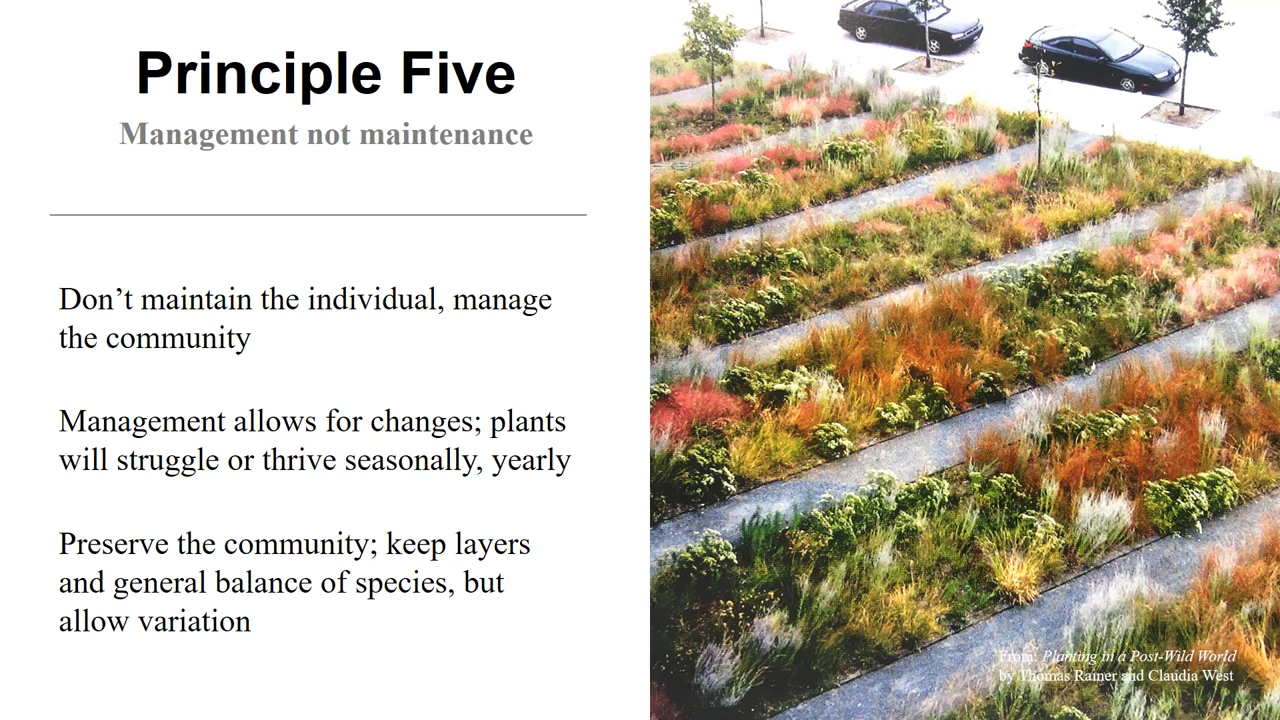 Principle Five
Management not maintenance
Don’t maintain the individual, manage
the community
Management allows for changes; plants
will struggle or thrive seasonally, yearly
Preserve the community; keep layers
and general balance of species, but
allow variation
From: Planting in a Post-Wild World
by Thomas Rainer and Claudia West